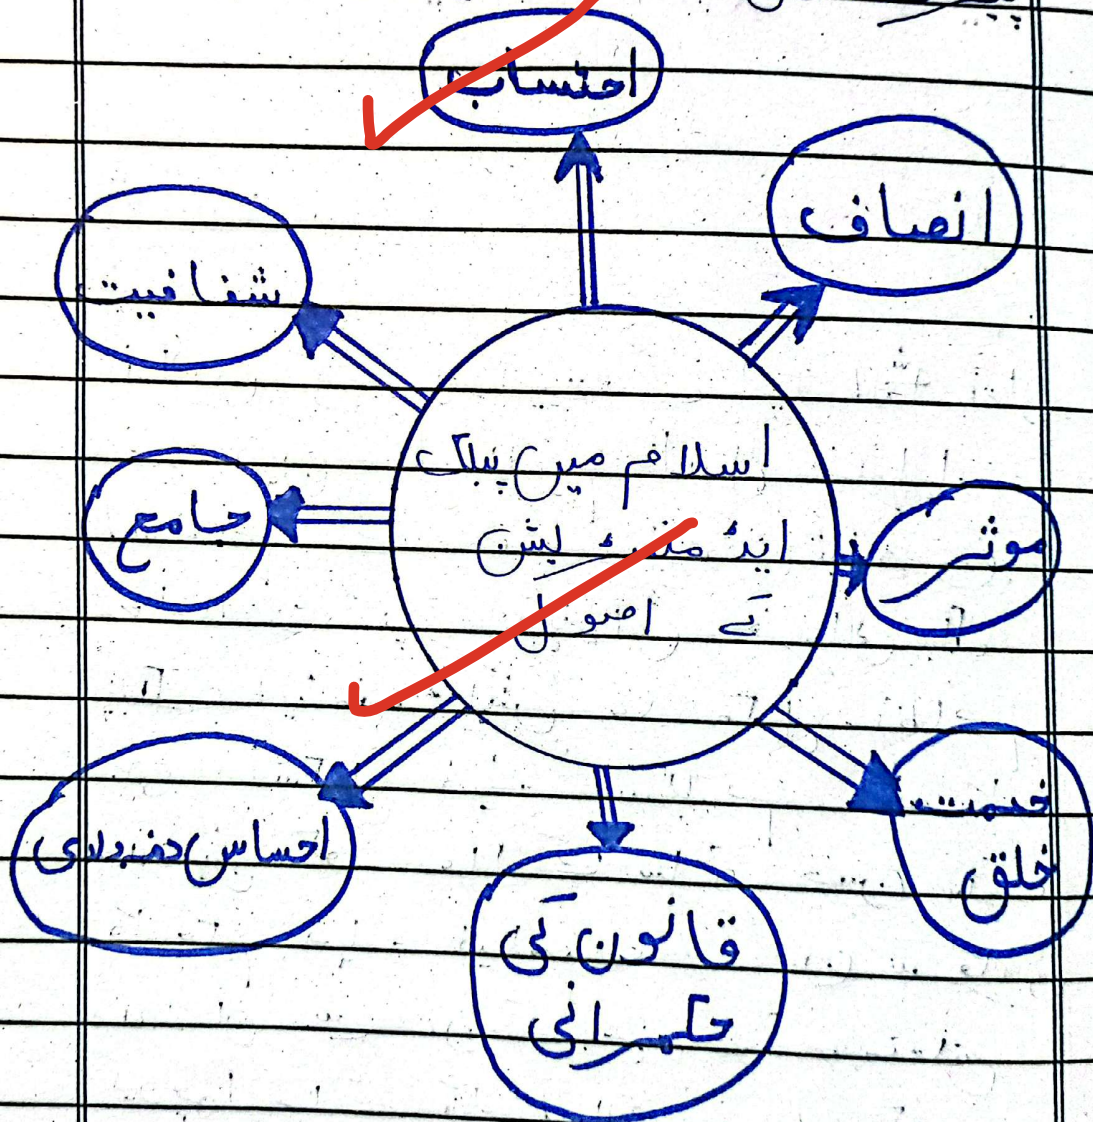 احتساب
انصاف
شفافیت
اسلام میں پبلک
ایڈمنسٹریشن
کے اصول
جامع
موثر
خدمت
خلق
احساس ذمہ داری
قانون کی
حکمرانی